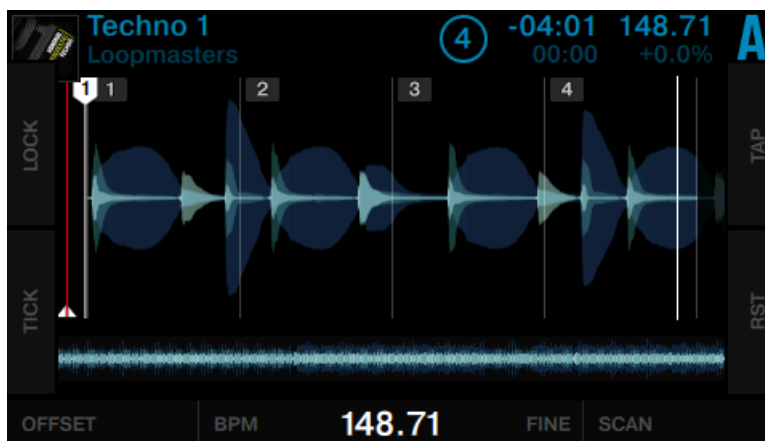 Techno 1 4 -04:01 148.71 A
Loopmasters 00:00 +0.0%
1 1 2 3 4
LOCK
TAP
TICK
RST
OFFSET BPM 148.71 FINE SCAN